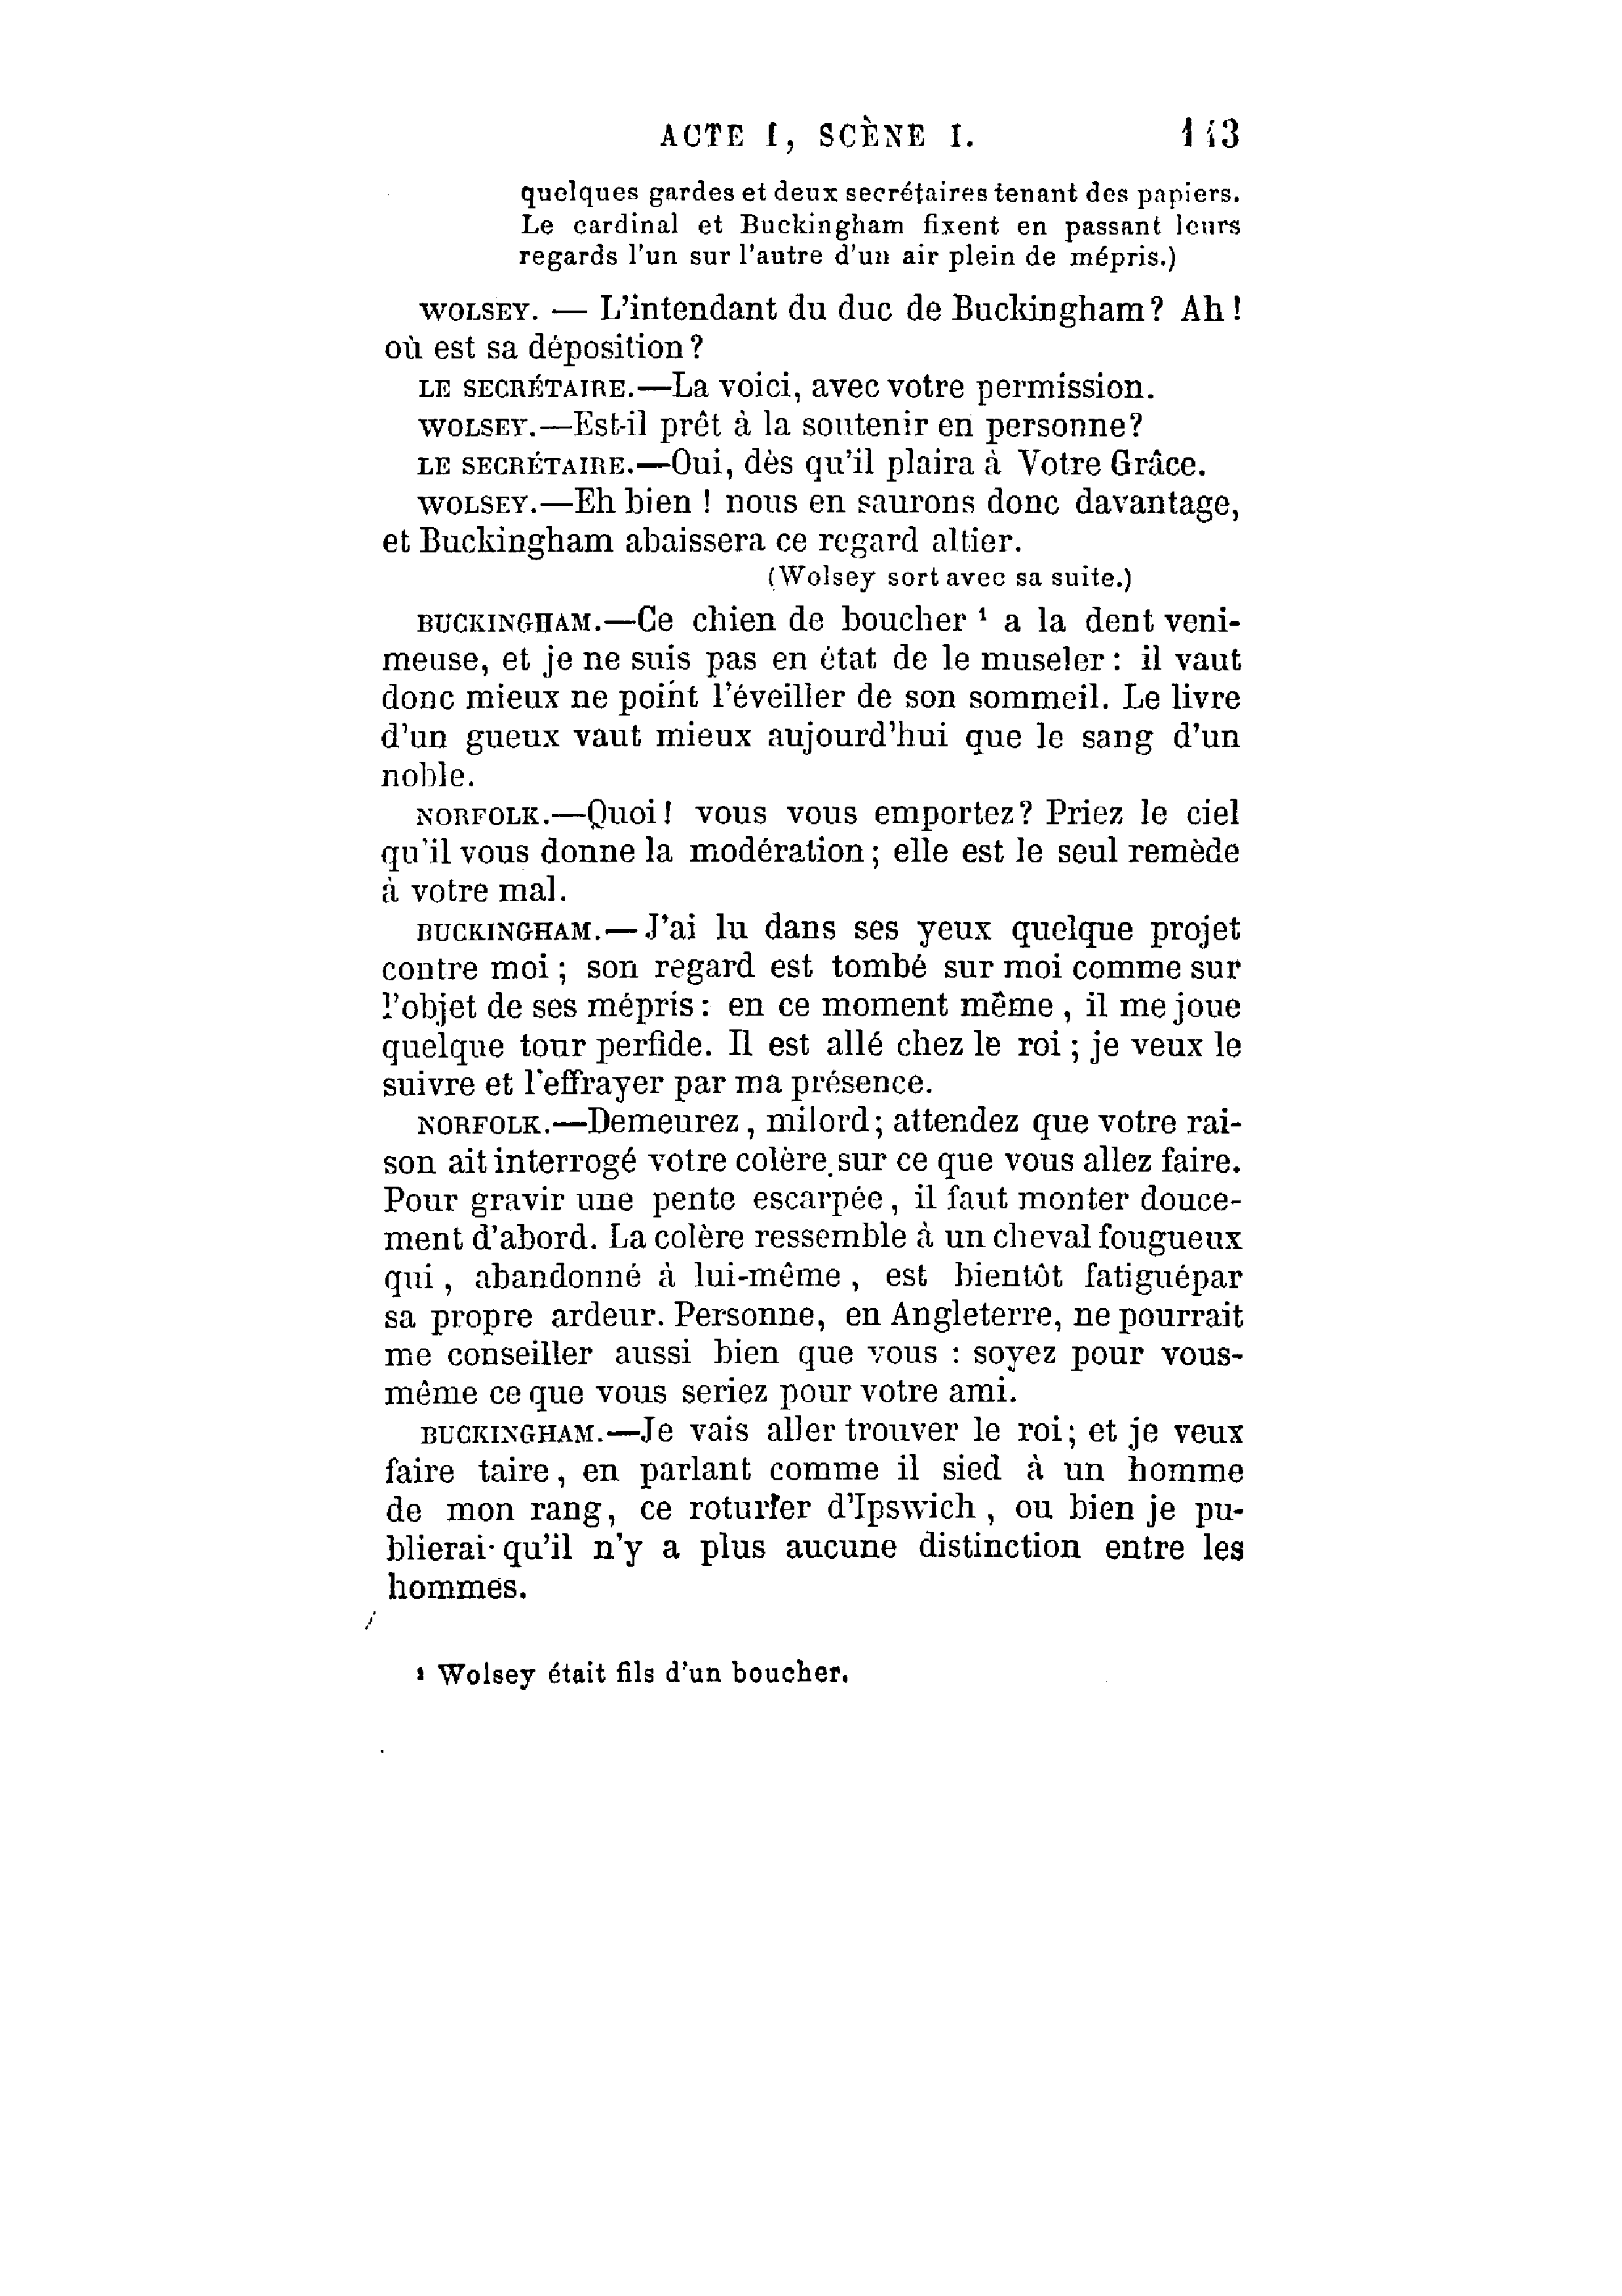 ACTE I, SCÈNE I. 143
quelques gardes et deux secrétaires tenant des papiers.
Le cardinal et Buckingham fixent en passant leurs
regards l'un sur l'autre d'un air plein de mépris.)
WOLSEY. — L'intendant du duc de Buckingham? Ah!
où est sa déposition?
LE SECRÉTAIRE.—La voici, avec votre permission.
WOLSEY.—Est-il prêt à la soutenir en personne?
LE SECRÉTAIRE.—Oui, dès qu'il plaira à Votre Grâce.
WOLSEY.—Eh bien ! nous en saurons donc davantage,
et Buckingham abaissera ce regard altier.
(Wolsey sort avec sa suite.)
BUCKINGHAM.—Ce chien de boucher ¹ a la dent veni-
meuse, et je ne suis pas en état de le museler : il vaut
donc mieux ne point l'éveiller de son sommeil. Le livre
d'un gueux vaut mieux aujourd'hui que le sang d'un
noble.
NORFOLK.—Quoi! vous vous emportez? Priez le ciel
qu'il vous donne la modération; elle est le seul remède
à votre mal.
BUCKINGHAM.—J'ai lu dans ses yeux quelque projet
contre moi ; son regard est tombé sur moi comme sur
l'objet de ses mépris : en ce moment même , il me joue
quelque tour perfide. Il est allé chez le roi ; je veux le
suivre et l'effrayer par ma présence.
NORFOLK.—Demeurez, milord; attendez que votre rai-
son ait interrogé votre colère sur ce que vous allez faire.
Pour gravir une pente escarpée, il faut monter douce-
ment d'abord. La colère ressemble à un cheval fougueux
qui , abandonné à lui-même , est bientôt fatiguépar
sa propre ardeur. Personne, en Angleterre, ne pourrait
me conseiller aussi bien que vous : soyez pour vous-
même ce que vous seriez pour votre ami.
BUCKINGHAM.—Je vais aller trouver le roi; et je veux
faire taire, en parlant comme il sied à un homme
de mon rang, ce roturier d'Ipswich , ou bien je pu-
blierai qu'il n'y a plus aucune distinction entre les
hommes.
¹ Wolsey était fils d'un boucher.